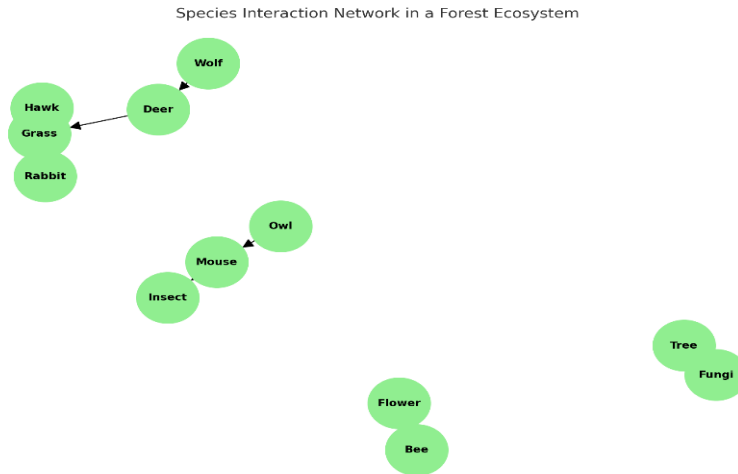 Species Interaction Network in a Forest Ecosystem
Wolf
Hawk
Deer
Grass
Rabbit
Owl
Mouse
Insect
Tree
Fungi
Flower
Bee